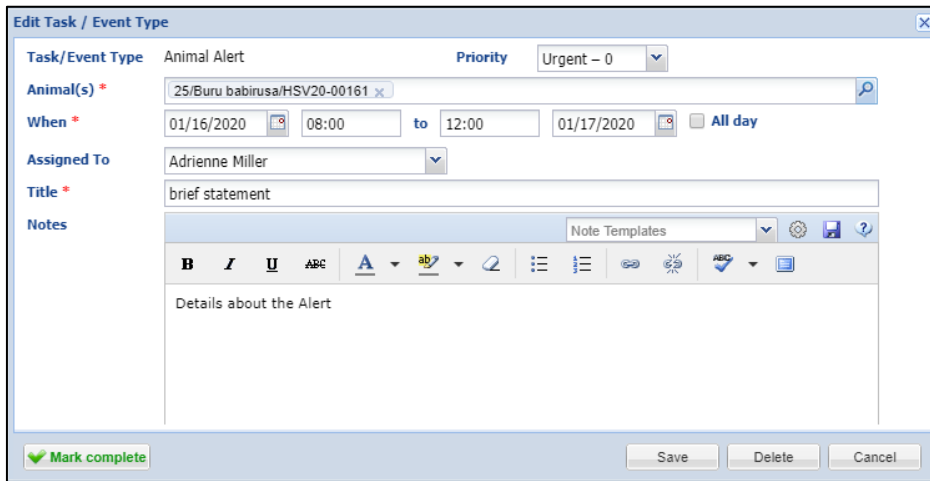 Edit Task / Event Type
Task/Event Type Animal Alert Priority Urgent – 0
Animal(s) * 25/Buru babirusa/HSV20-00161 x
When * 01/16/2020 08:00 to 12:00 01/17/2020 All day
Assigned To Adrienne Miller
Title * brief statement
Notes Note Templates
B I U ABC A ab ABC
Details about the Alert
Mark complete Save Delete Cancel